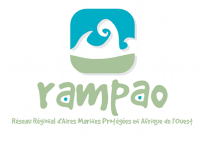 rampao
Réseau Régional d'Aires Marines Protégées en Afrique de l'Ouest